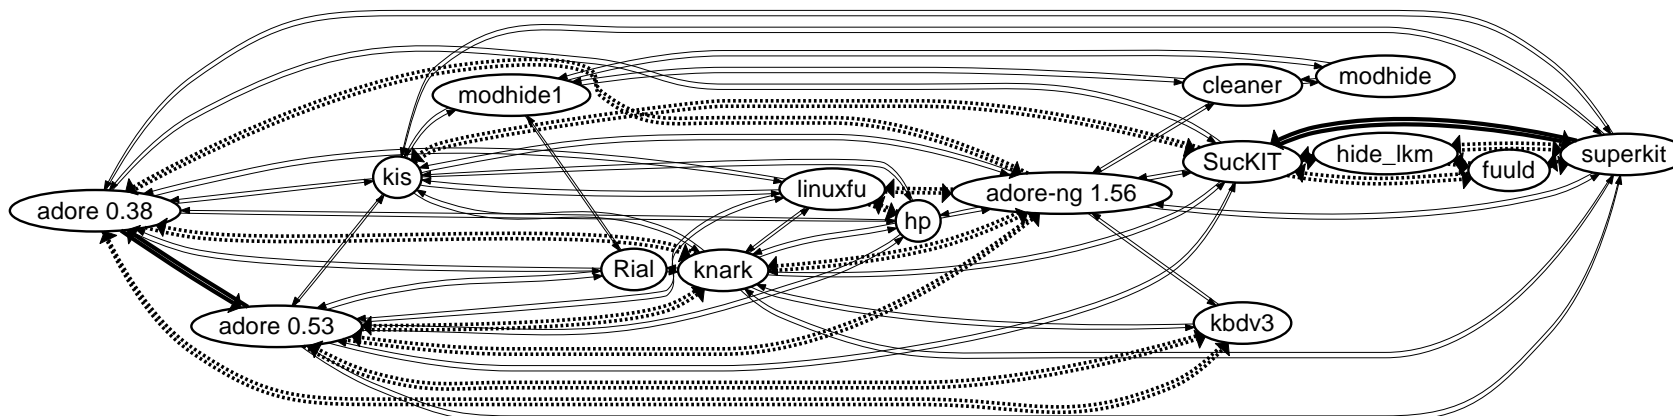 modhide
cleaner
modhide1
SucKIT
hide_lkm
superkit
fuuld
kis
linuxfu
adore-ng 1.56
adore 0.38
hp
Rial
knark
adore 0.53
kbdv3